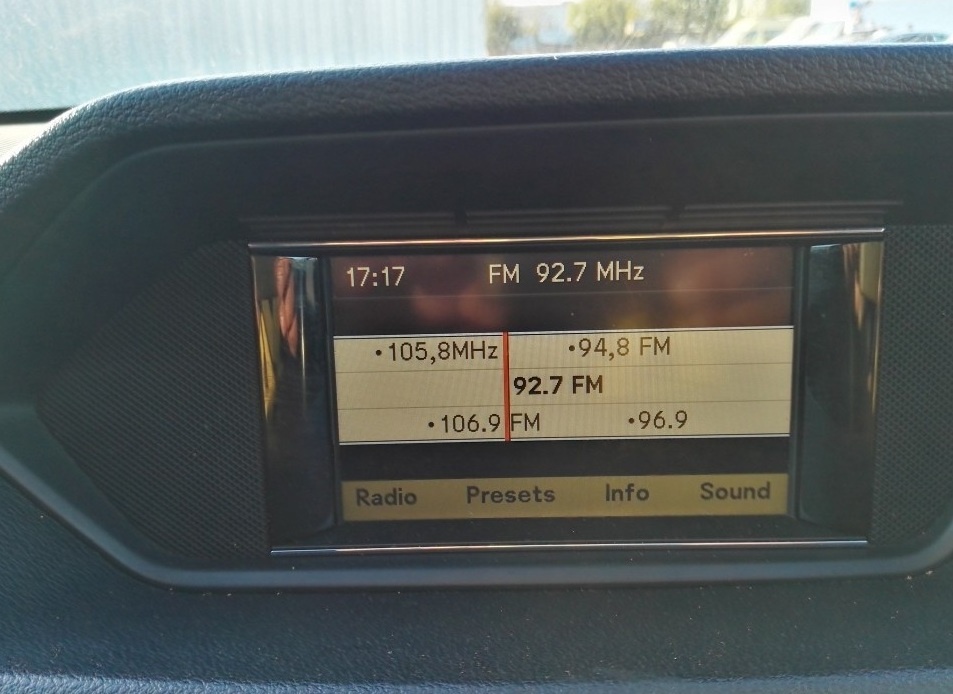 17:17 FM 92.7 MHz
•105,8MHz •94,8 FM
92.7 FM
•106.9 FM •96.9
Radio Presets Info Sound